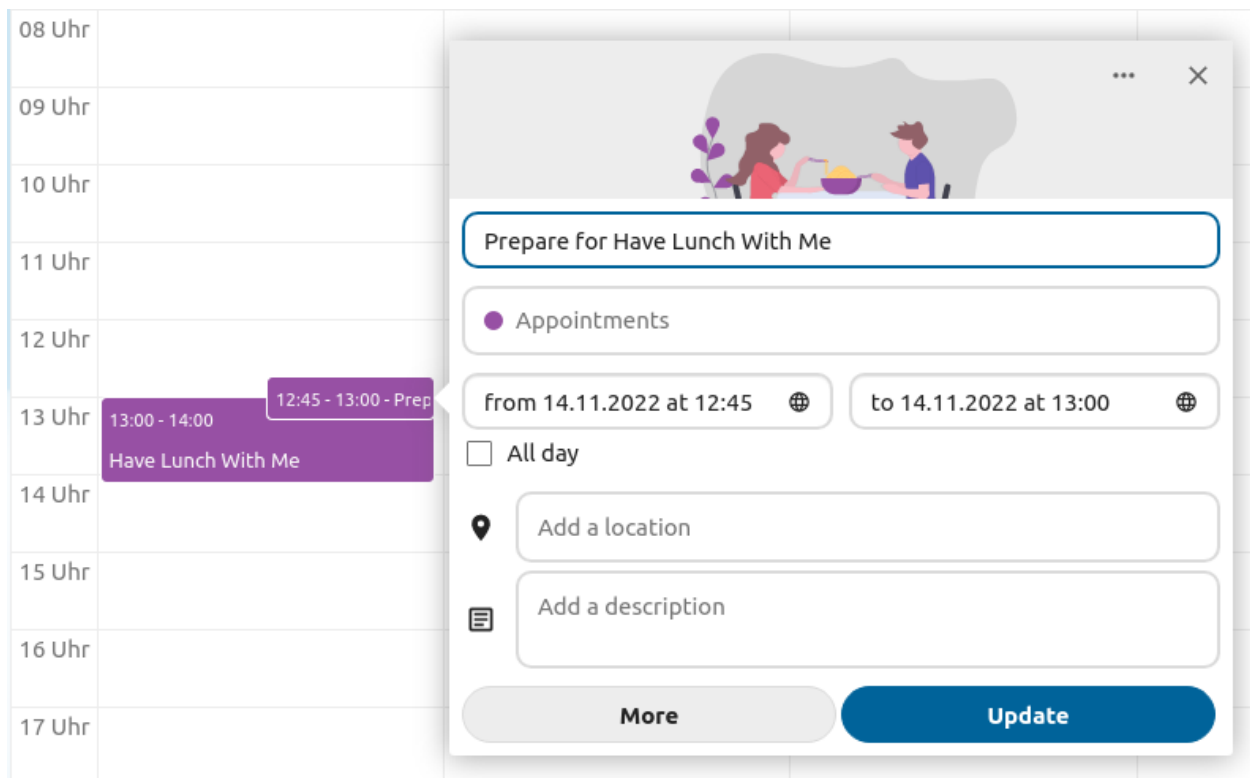 08 Uhr
09 Uhr
10 Uhr
11 Uhr
12 Uhr
13 Uhr
14 Uhr
15 Uhr
16 Uhr
17 Uhr
12:45 - 13:00 - Prep
13:00 - 14:00
Have Lunch With Me
Prepare for Have Lunch With Me
Appointments
from 14.11.2022 at 12:45
to 14.11.2022 at 13:00
All day
Add a location
Add a description
More
Update